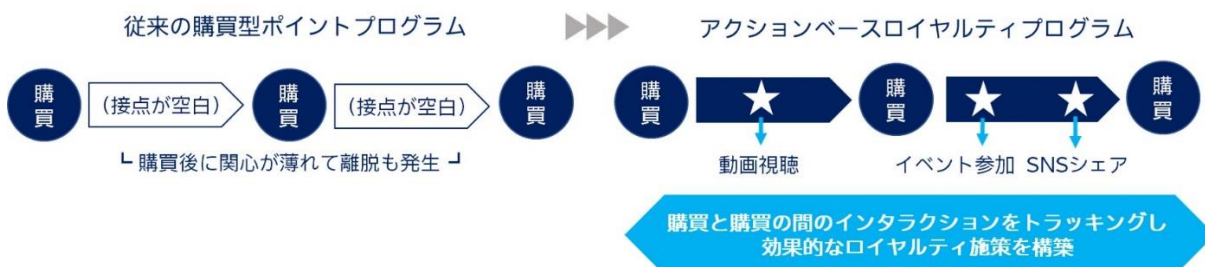 従来の購買型ポイントプログラム
アクションベースロイヤルティプログラム
購買
(接点が空白)
購買
(接点が空白)
購買
購買
購買
購買
購買後に関心が薄れて離脱も発生
動画視聴
イベント参加 SNSシェア
購買と購買の間のインタラクションをトラッキングし
効果的なロイヤルティ施策を構築